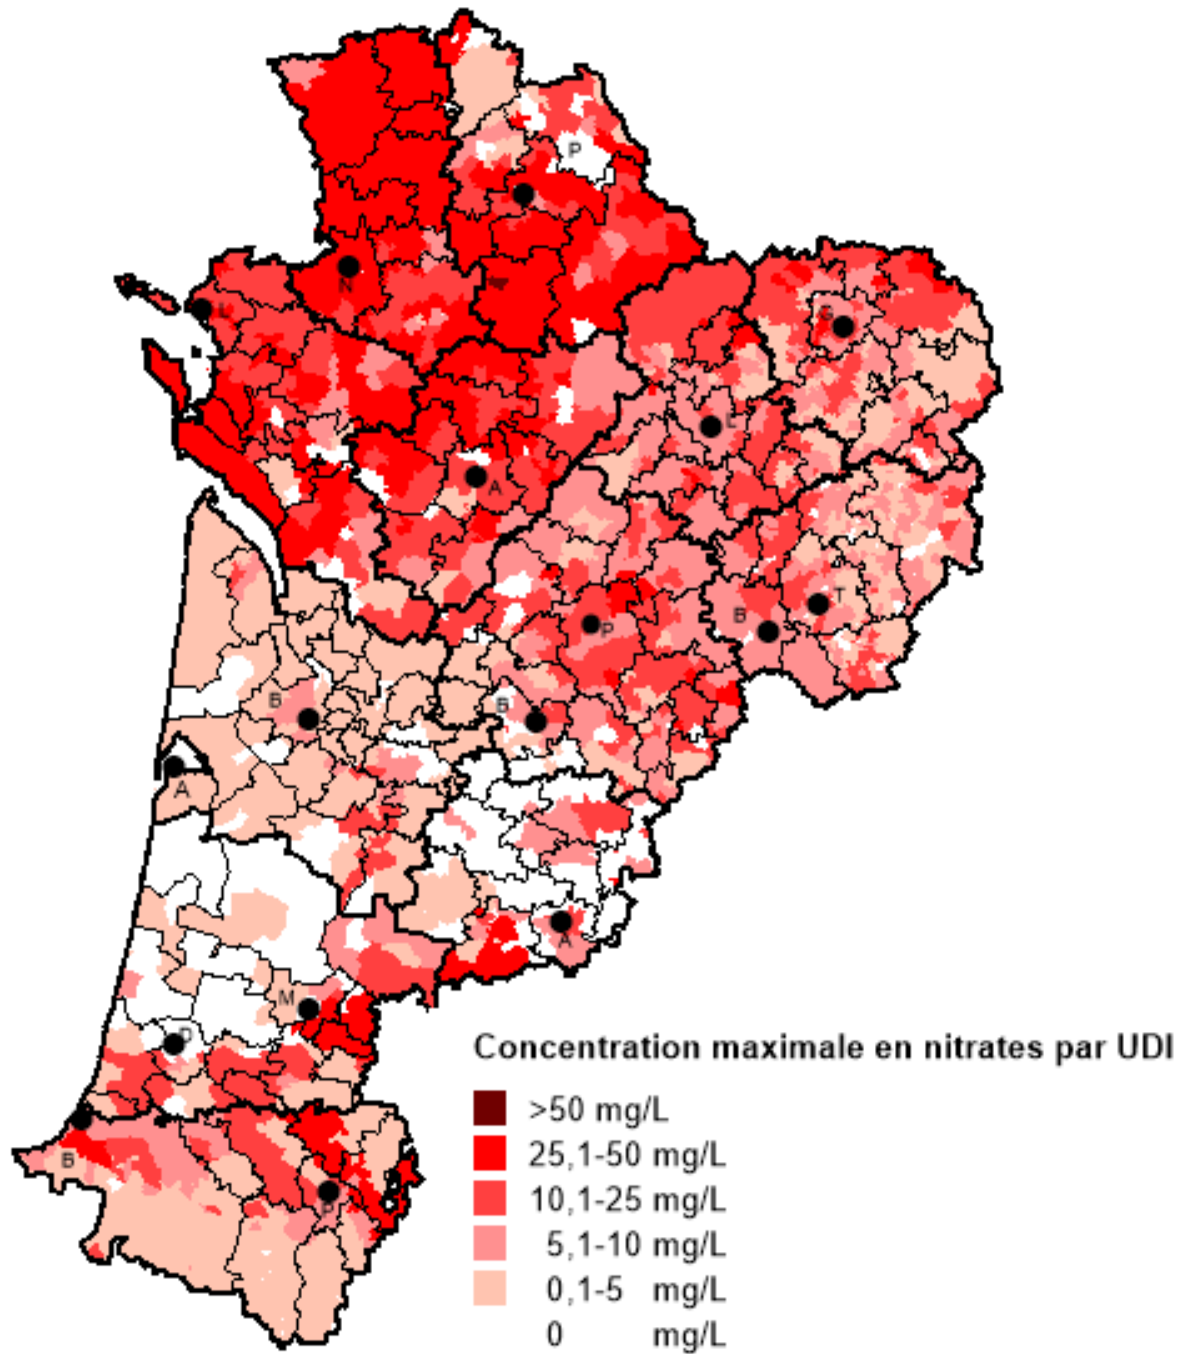 P
N
L
G
L
A
T
B
P
B
B
A
A
M
D
Concentration maximale en nitrates par UDI
>50 mg/L
25,1-50 mg/L
10,1-25 mg/L
5,1-10 mg/L
0,1-5 mg/L
0 mg/L
B
P